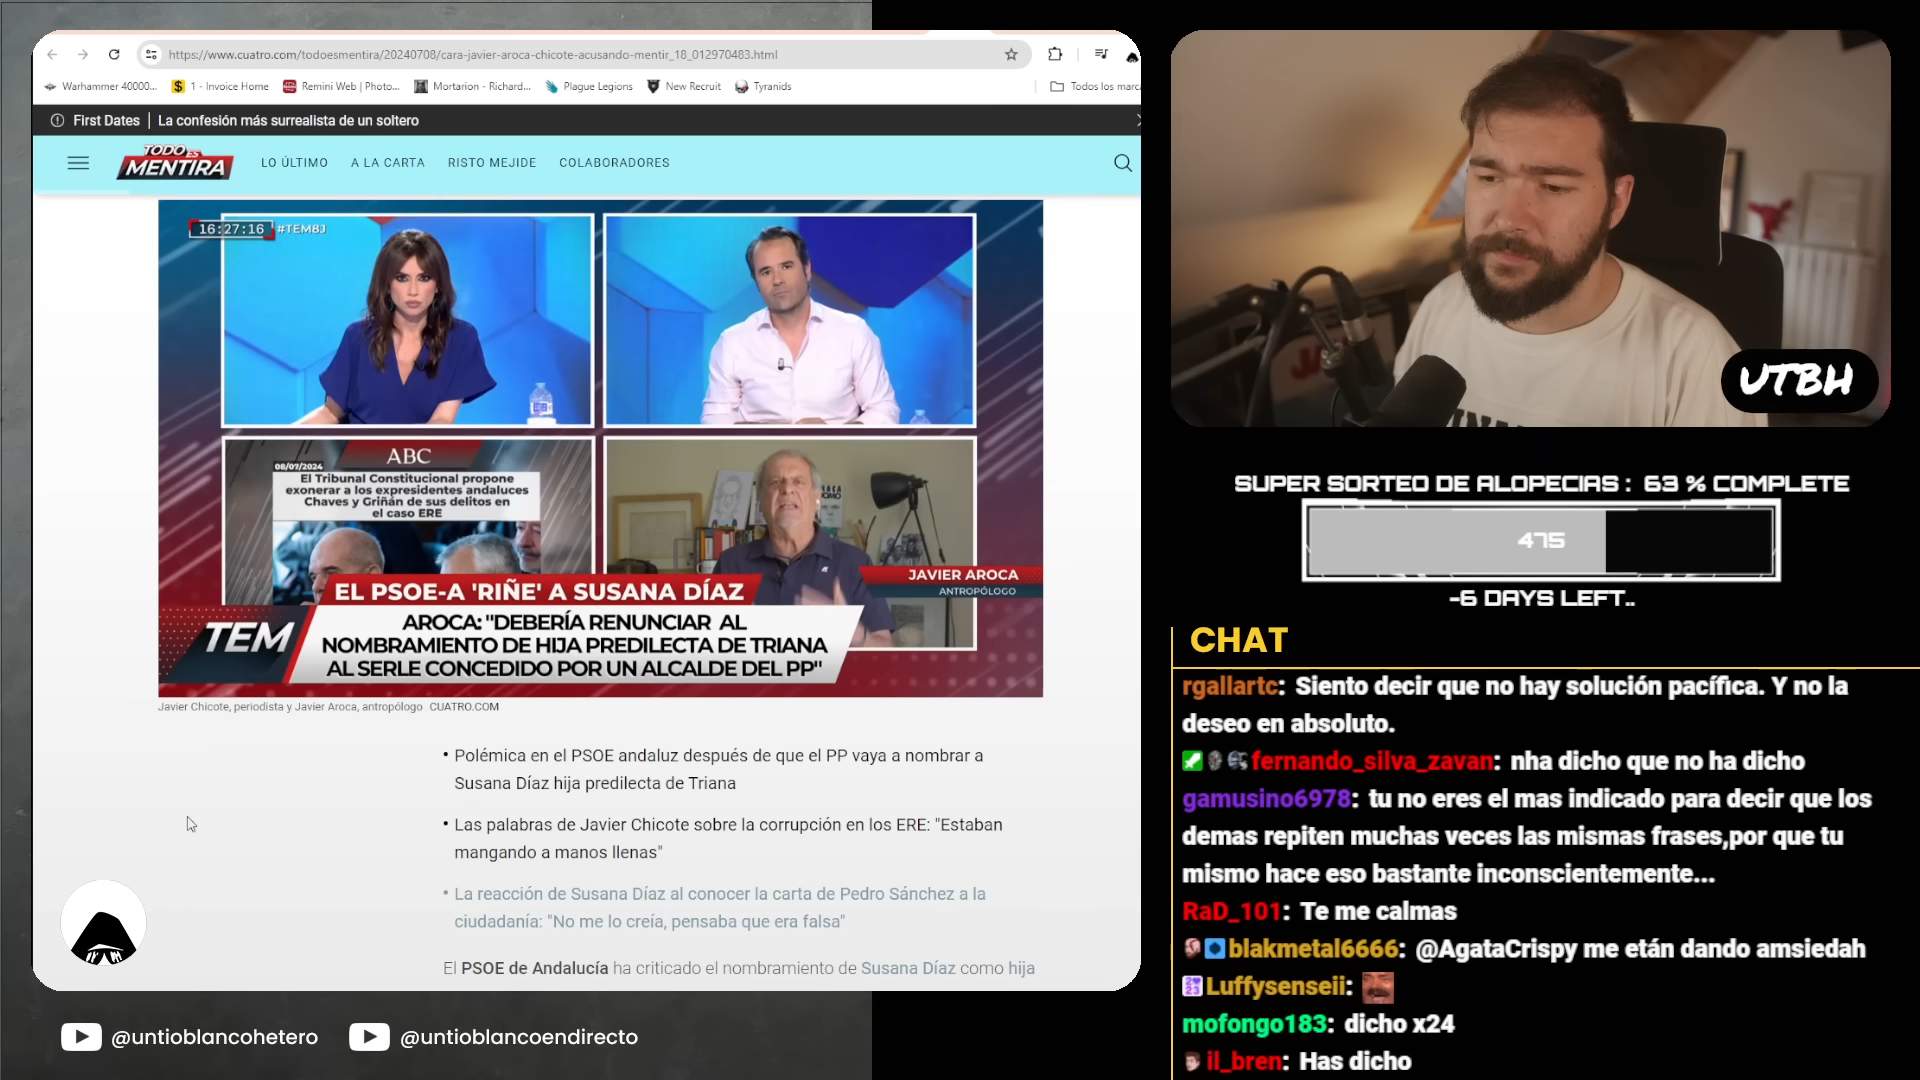 https://www.cuatro.com/todoesmentira/20240708/cara-javier-aroca-chicote-acusando-mentir_18_012970483.html
Warhammer 40000...
1 - Invoice Home
Remini Web | Photo...
Mortarion - Richard...
Plague Legions
New Recruit
Tyranids
Todos los marc
First Dates | La confesión más surrealista de un soltero
TODO ES
MENTIRA
LO ÚLTIMO
A LA CARTA
RISTO MEJIDE
COLABORADORES
16:27:16 #TEM8J
ABC
08/07/2024
El Tribunal Constitucional propone
exonerar a los expresidentes andaluces
Chaves y Griñán de sus delitos en
el caso ERE
JAVIER AROCA
ANTROPÓLOGO
EL PSOE-A 'RIÑE' A SUSANA DÍAZ
TEM
AROCA: "DEBERÍA RENUNCIAR AL
NOMBRAMIENTO DE HIJA PREDILECTA DE TRIANA
AL SERLE CONCEDIDO POR UN ALCALDE DEL PP"
Javier Chicote, periodista y Javier Aroca, antropólogo CUATRO.COM
• Polémica en el PSOE andaluz después de que el PP vaya a nombrar a
Susana Díaz hija predilecta de Triana
• Las palabras de Javier Chicote sobre la corrupción en los ERE: "Estaban
mangando a manos llenas"
• La reacción de Susana Díaz al conocer la carta de Pedro Sánchez a la
ciudadanía: "No me lo creía, pensaba que era falsa"
El PSOE de Andalucía ha criticado el nombramiento de Susana Díaz como hija
@untioblancohetero
@untioblancoendirecto
UTBH
SUPER SORTEO DE ALOPECIAS : 63 % COMPLETE
475
-6 DAYS LEFT..
CHAT
rgallartc: Siento decir que no hay solución pacífica. Y no la
deseo en absoluto.
fernando_silva_zavan: nha dicho que no ha dicho
gamusino6978: tu no eres el mas indicado para decir que los
demas repiten muchas veces las mismas frases,por que tu
mismo hace eso bastante inconscientemente...
RaD_101: Te me calmas
blakmetal6666: @AgataCrispy me etán dando amsiedah
Luffysenseii:
mofongo183: dicho x24
il_bren: Has dicho